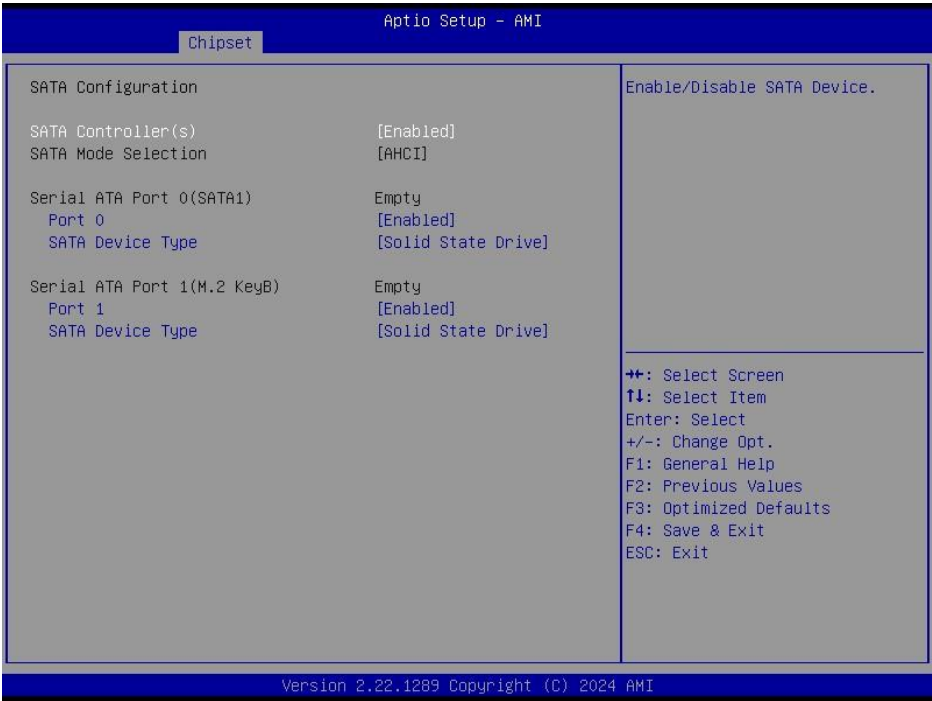 Aptio Setup – AMI
Chipset
SATA Configuration
SATA Controller(s) [Enabled]
SATA Mode Selection [AHCI]
Serial ATA Port 0(SATA1) Empty
Port 0 [Enabled]
SATA Device Type [Solid State Drive]
Serial ATA Port 1(M.2 KeyB) Empty
Port 1 [Enabled]
SATA Device Type [Solid State Drive]
Enable/Disable SATA Device.
→←: Select Screen
↑↓: Select Item
Enter: Select
+/-: Change Opt.
F1: General Help
F2: Previous Values
F3: Optimized Defaults
F4: Save & Exit
ESC: Exit
Version 2.22.1289 Copyright (C) 2024 AMI